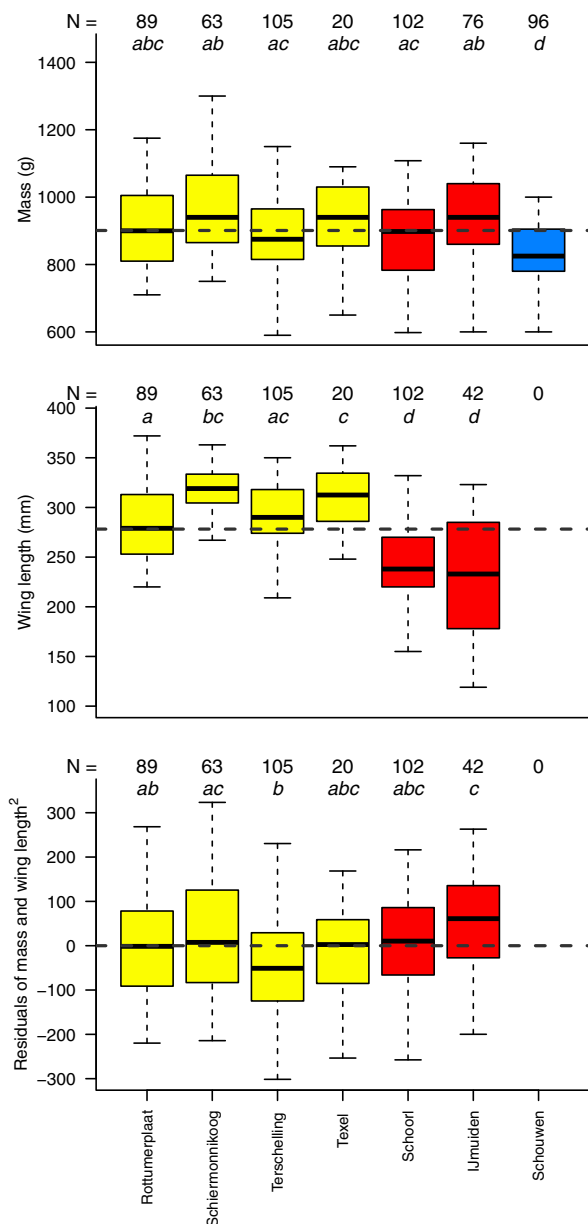 N = 89 63 105 20 102 76 96
abc ab ac abc ac ab d
1400
1200
1000
800
600
Mass (g)
N = 89 63 105 20 102 42 0
a bc ac c d d
400
350
300
250
200
150
100
Wing length (mm)
N = 89 63 105 20 102 42 0
ab ac b abc abc c
300
200
100
0
−100
−200
−300
Residuals of mass and wing length²
Rottumerplaat
Schiermonnikoog
Terschelling
Texel
Schoorl
IJmuiden
Schouwen